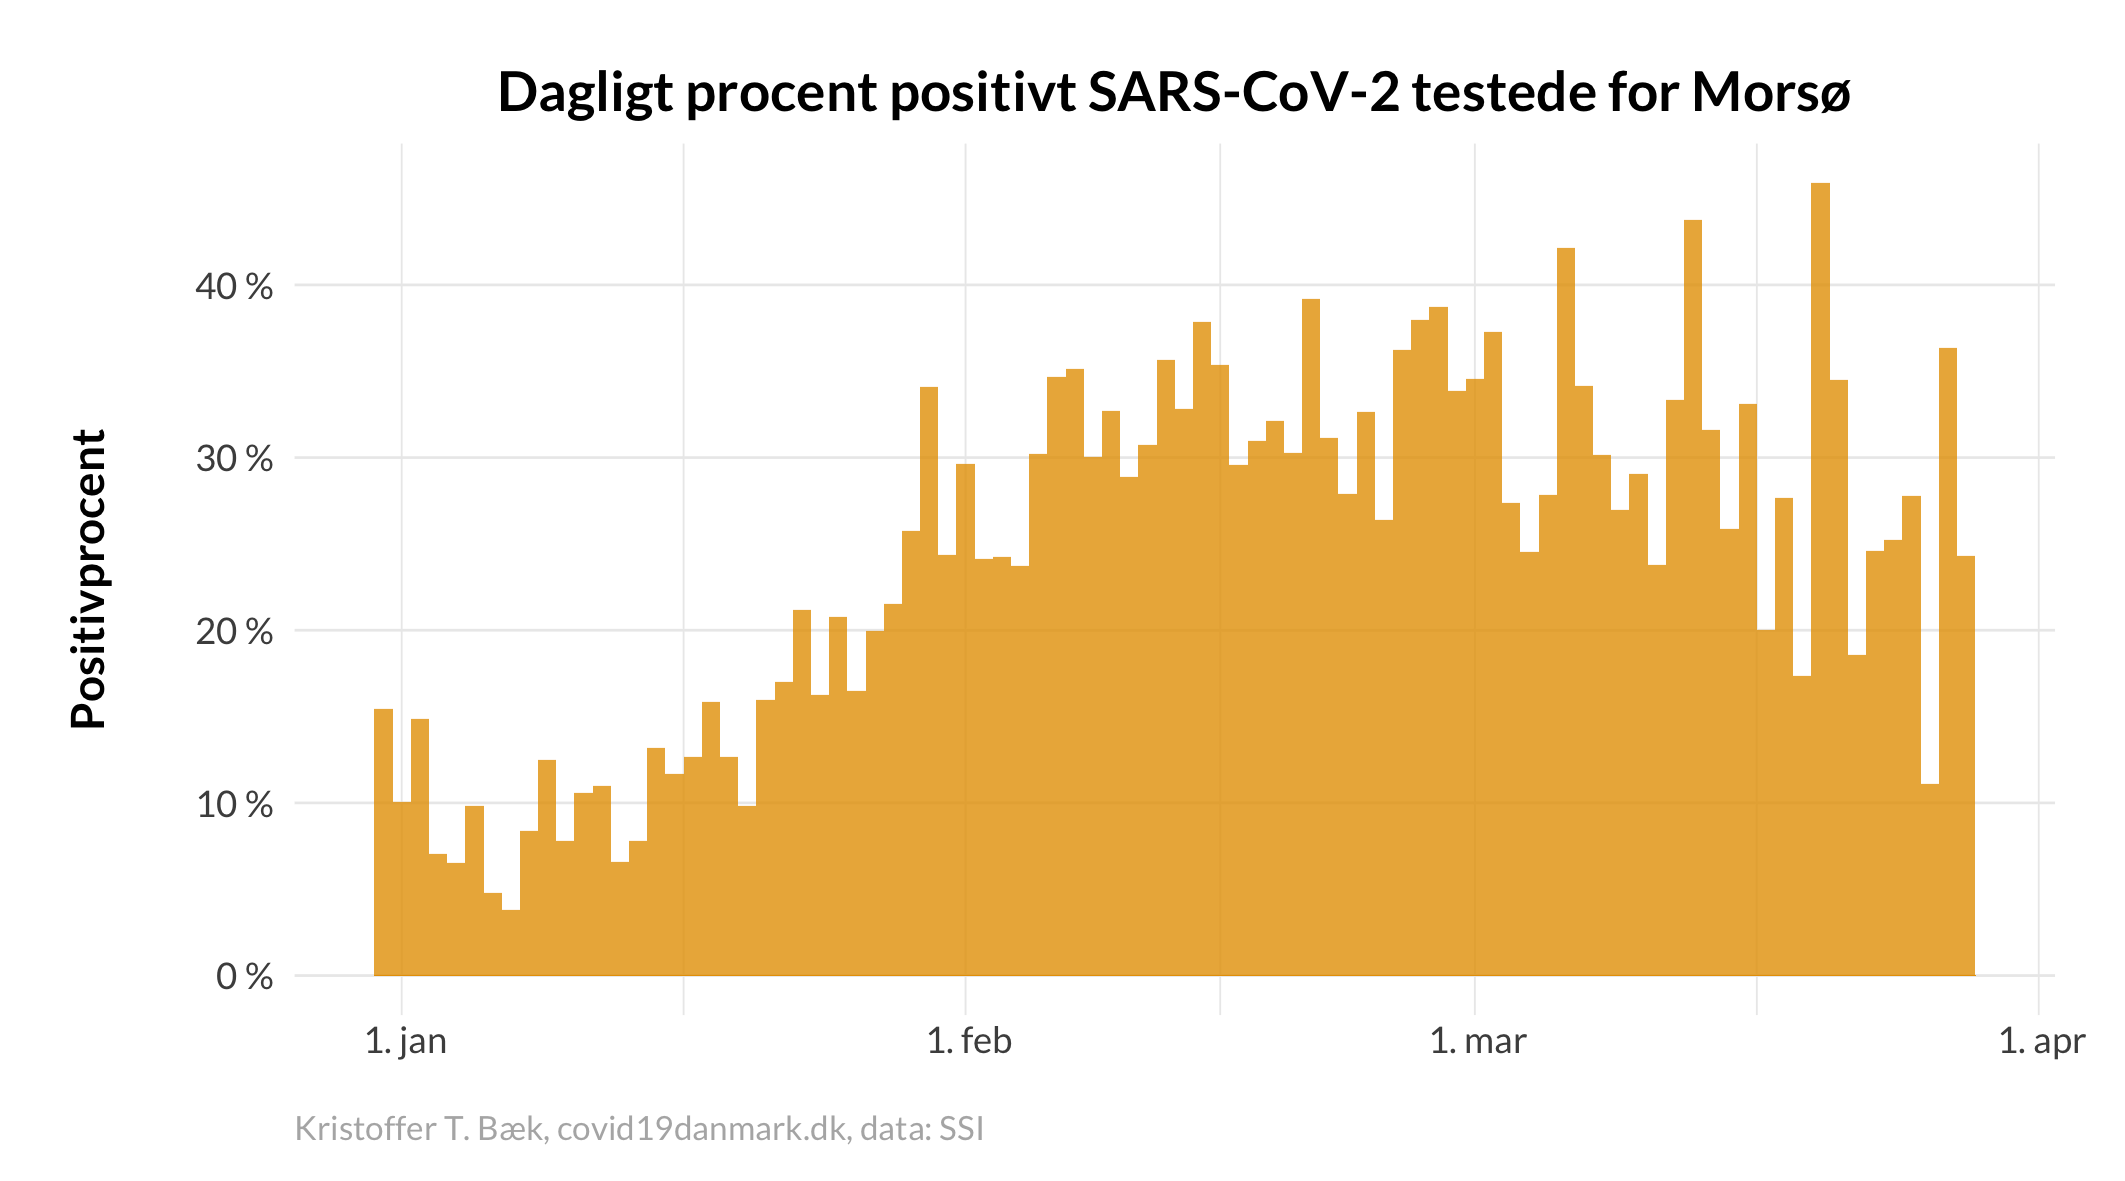 Dagligt procent positivt SARS-CoV-2 testede for Morsø
Positivprocent
40 %
30 %
20 %
10 %
0 %
1. jan
1. feb
1. mar
1. apr
Kristoffer T. Bæk, covid19danmark.dk, data: SSI